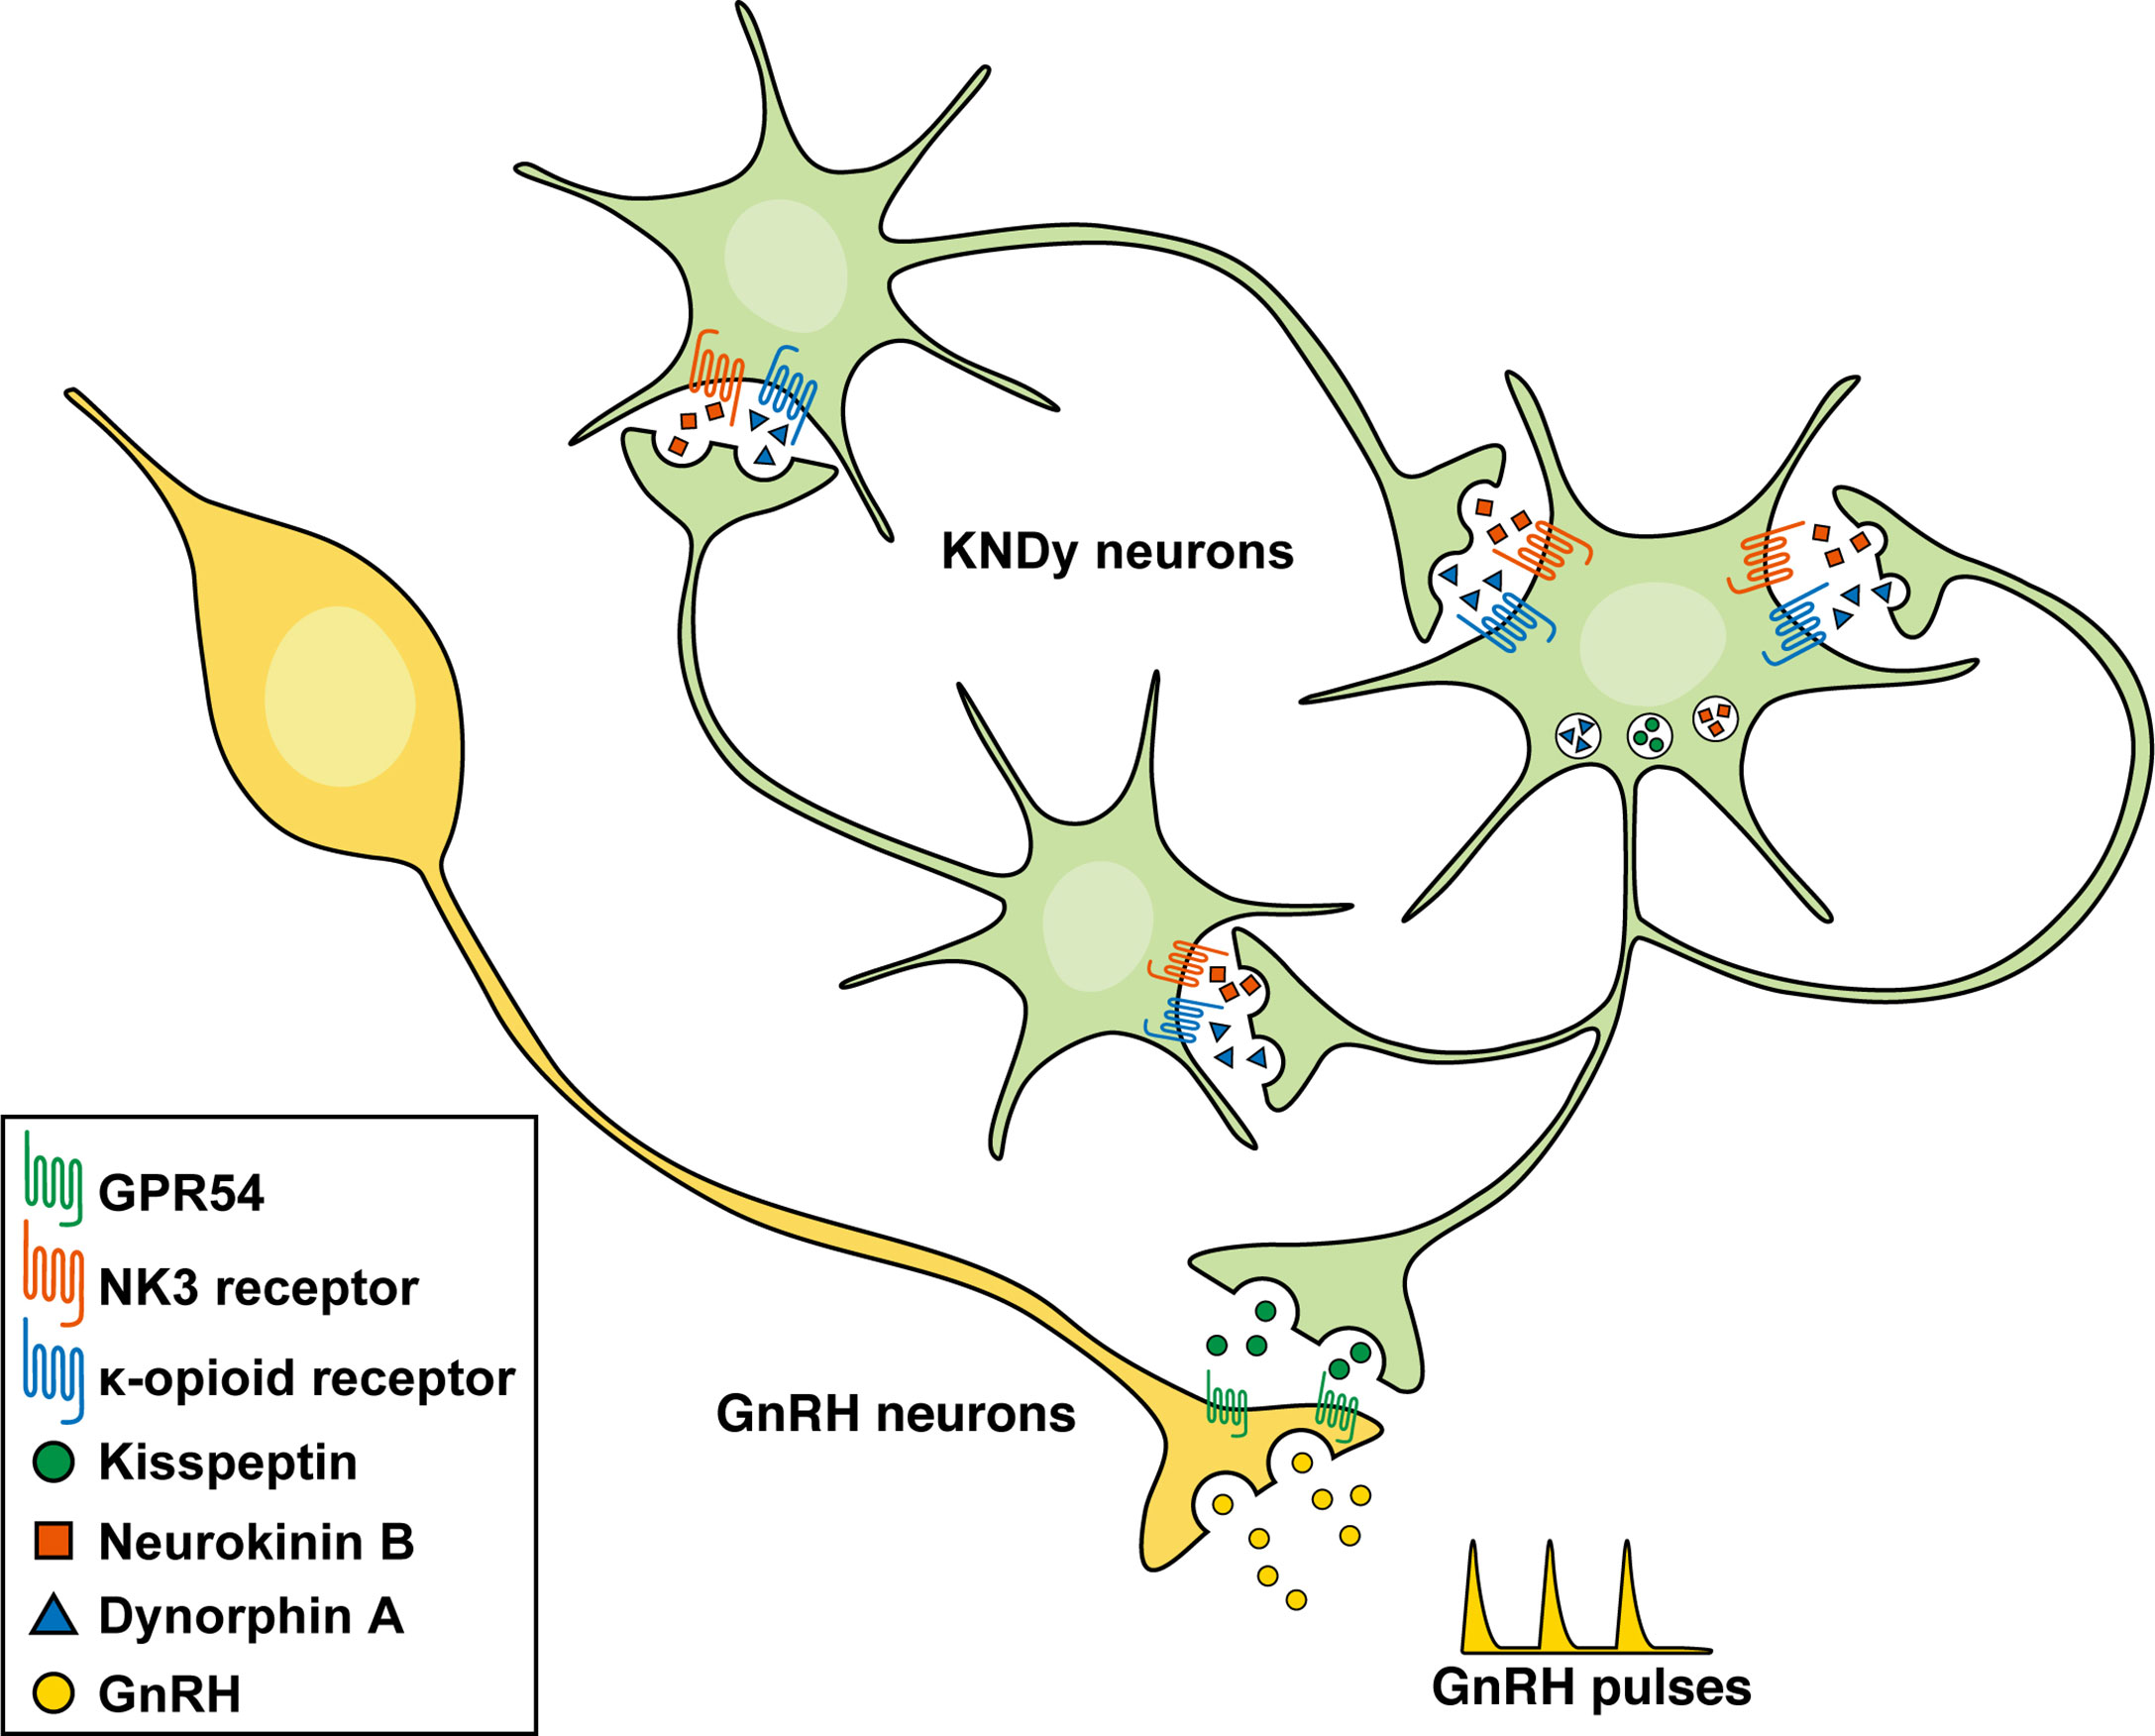 KNDy neurons
GnRH neurons
GPR54
NK3 receptor
κ-opioid receptor
Kisspeptin
Neurokinin B
Dynorphin A
GnRH
GnRH pulses